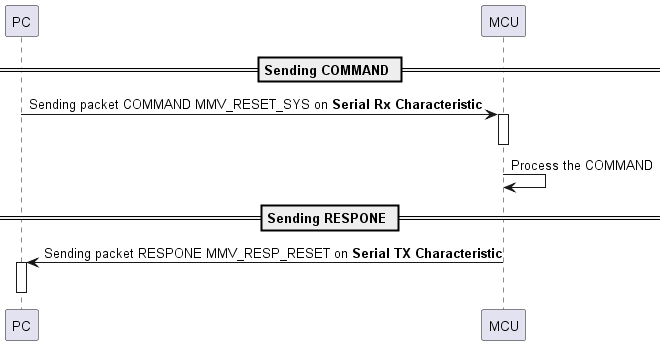 PC MCU
Sending COMMAND
Sending packet COMMAND MMV_RESET_SYS on Serial Rx Characteristic
Process the COMMAND
Sending RESPONE
Sending packet RESPONE MMV_RESP_RESET on Serial TX Characteristic
PC MCU